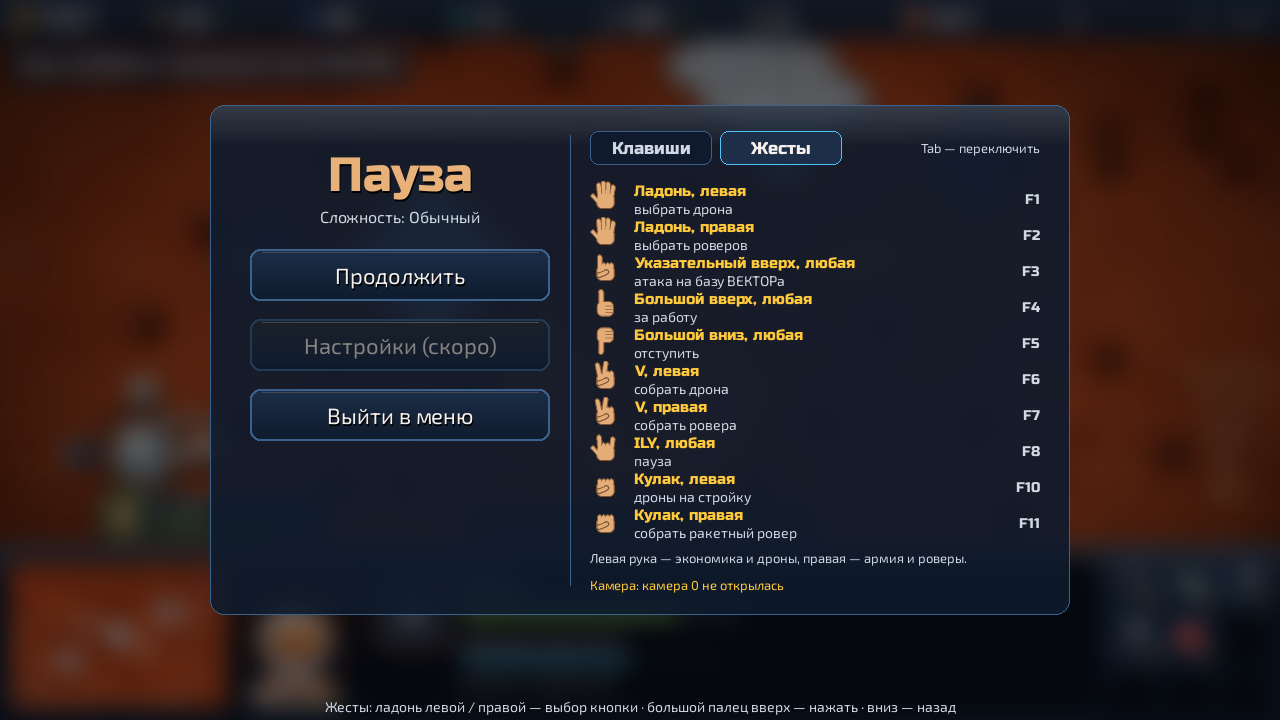 Пауза
Сложность: Обычный
Продолжить
Настройки (скоро)
Выйти в меню
Клавиши
Жесты
Tab — переключить
Ладонь, левая
выбрать дрона
F1
Ладонь, правая
выбрать роверов
F2
Указательный вверх, любая
атака на базу ВЕКТОРа
F3
Большой вверх, любая
за работу
F4
Большой вниз, любая
отступить
F5
V, левая
собрать дрона
F6
V, правая
собрать ровера
F7
ILY, любая
пауза
F8
Кулак, левая
дроны на стройку
F10
Кулак, правая
собрать ракетный ровер
F11
Левая рука — экономика и дроны, правая — армия и роверы.
Камера: камера 0 не открылась
Жесты: ладонь левой / правой — выбор кнопки · большой палец вверх — нажать · вниз — назад